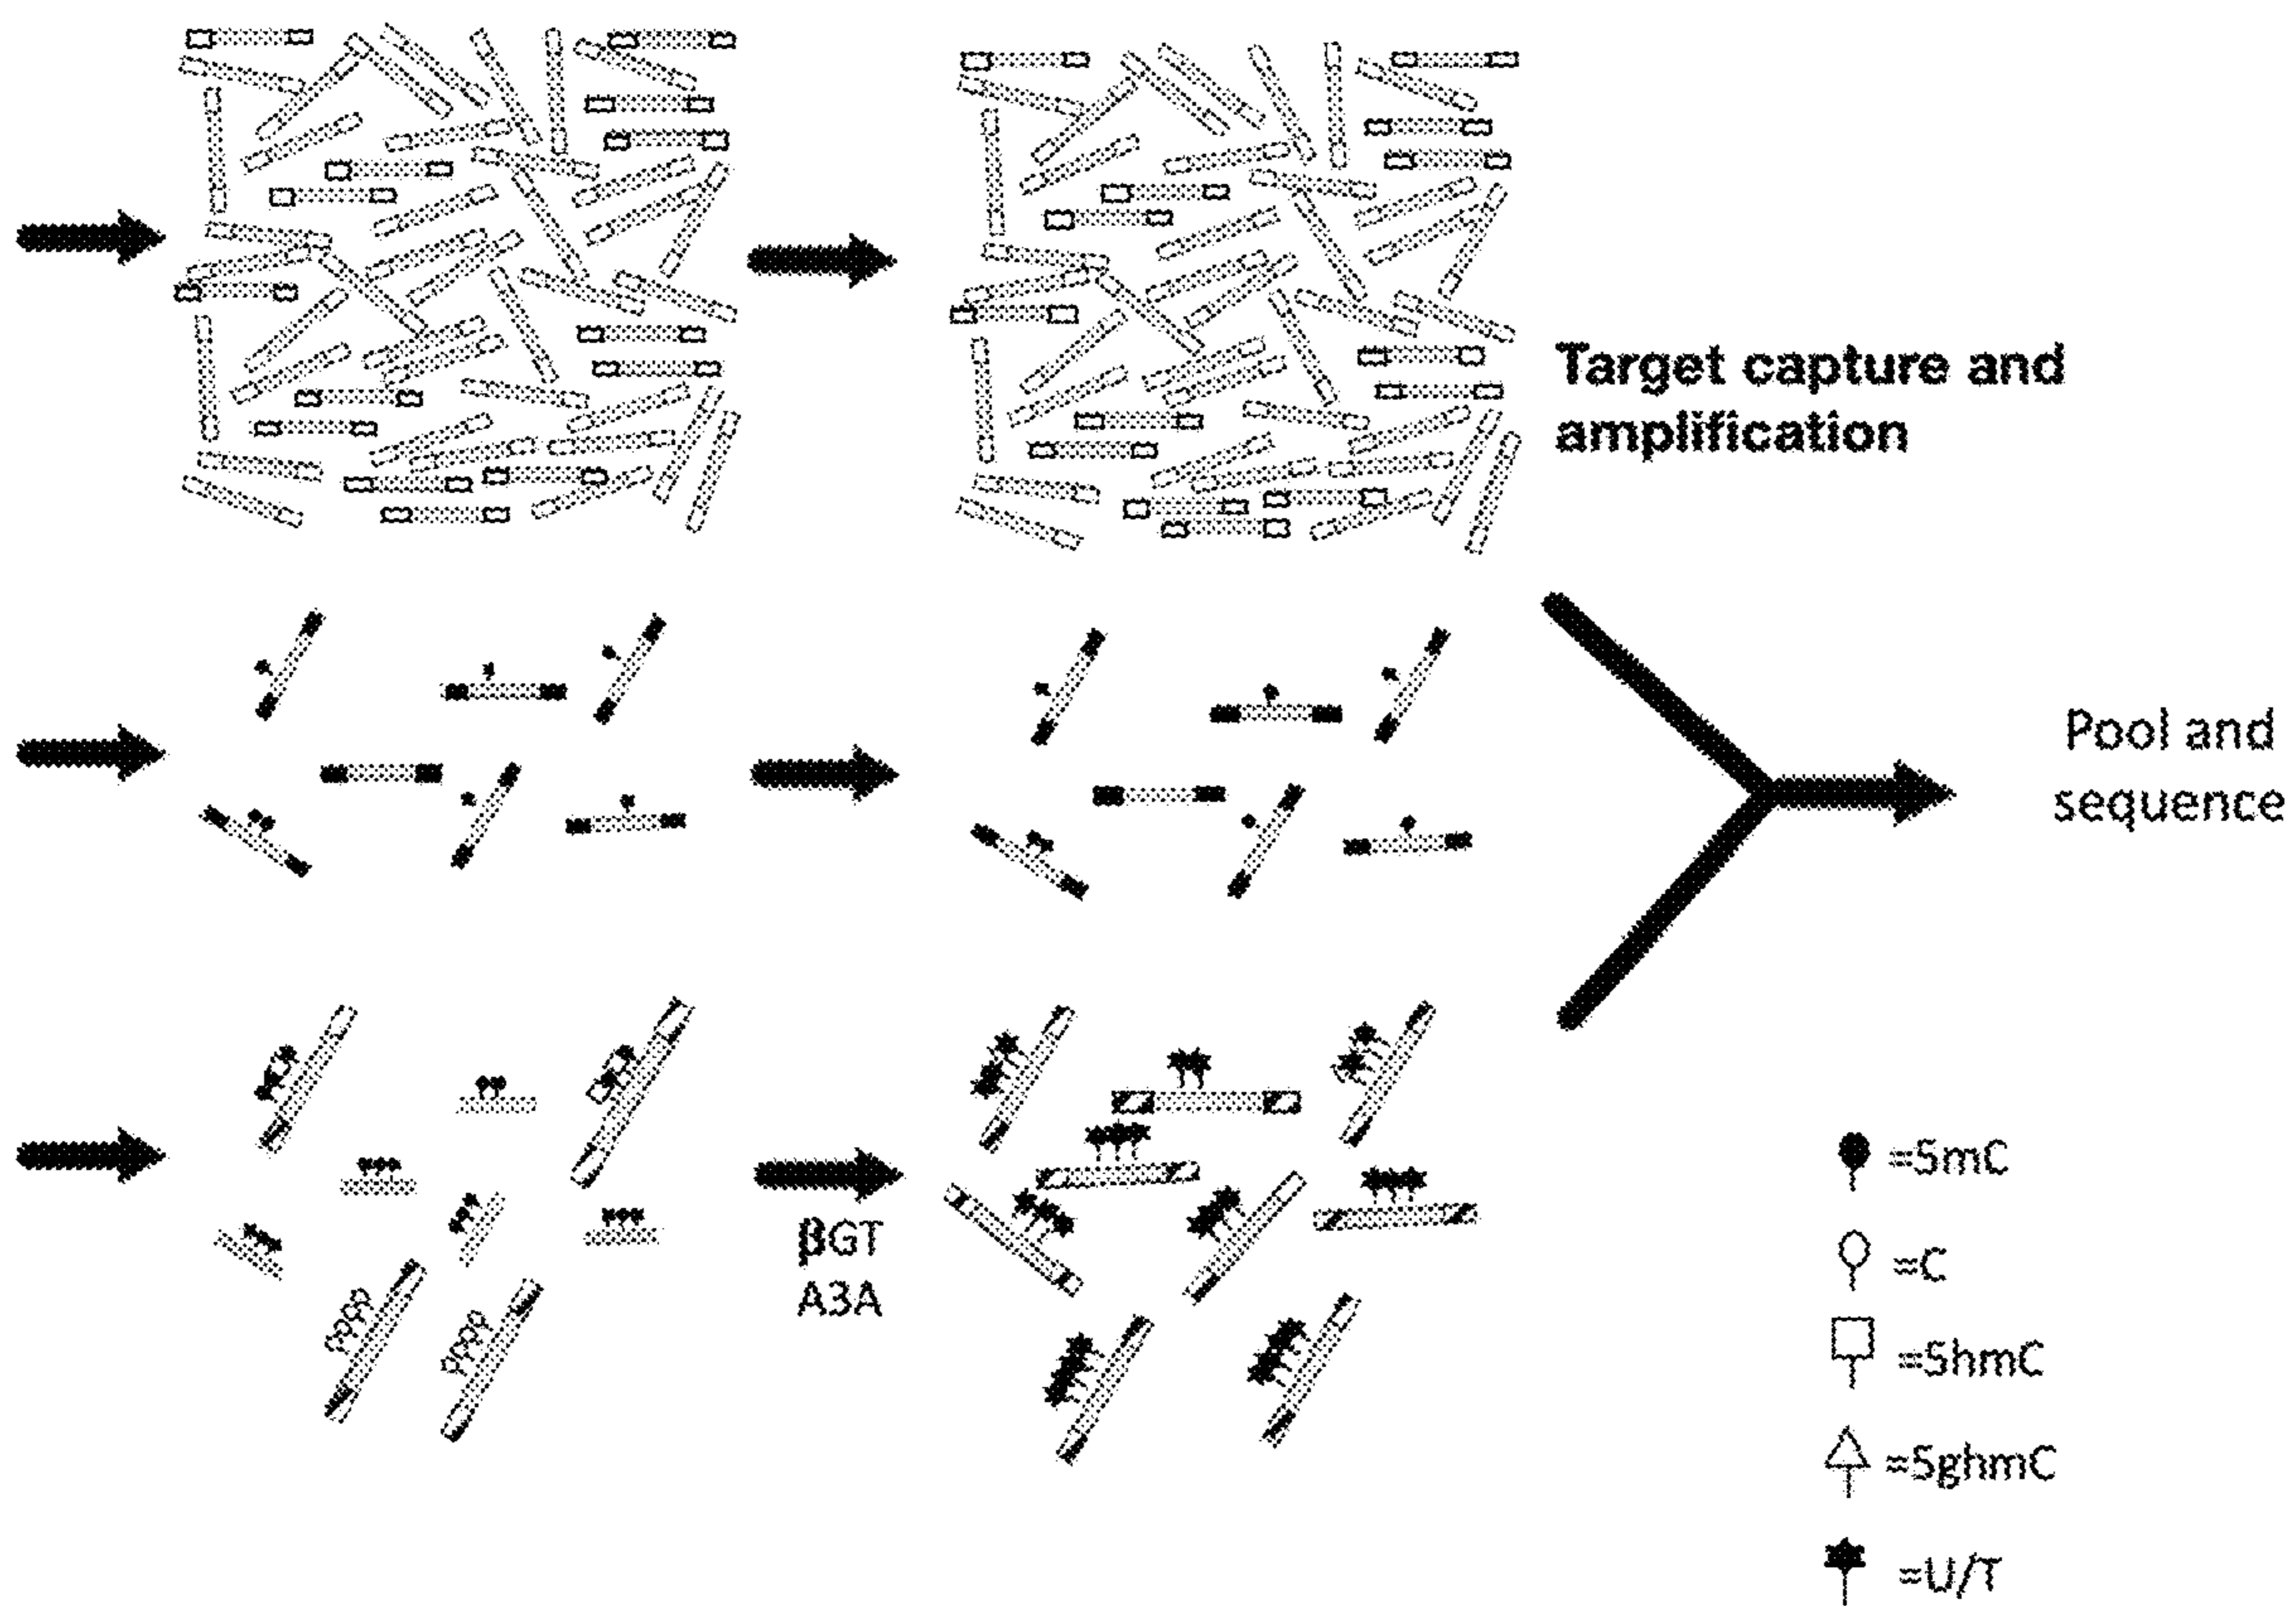 Target capture and
amplification
Pool and
sequence
βGT
A3A
=5mC
=C
=5hmC
=5ghmC
=U/T